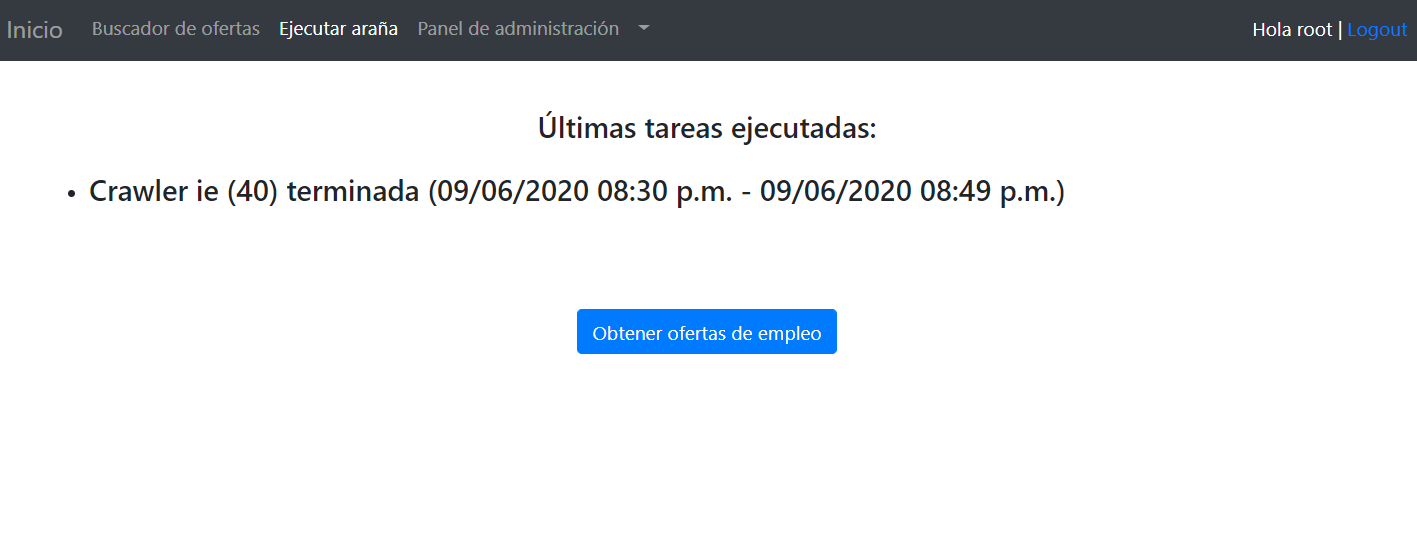 Inicio Buscador de ofertas Ejecutar araña Panel de administración Hola root | Logout
Últimas tareas ejecutadas:
Crawler ie (40) terminada (09/06/2020 08:30 p.m. - 09/06/2020 08:49 p.m.)
Obtener ofertas de empleo